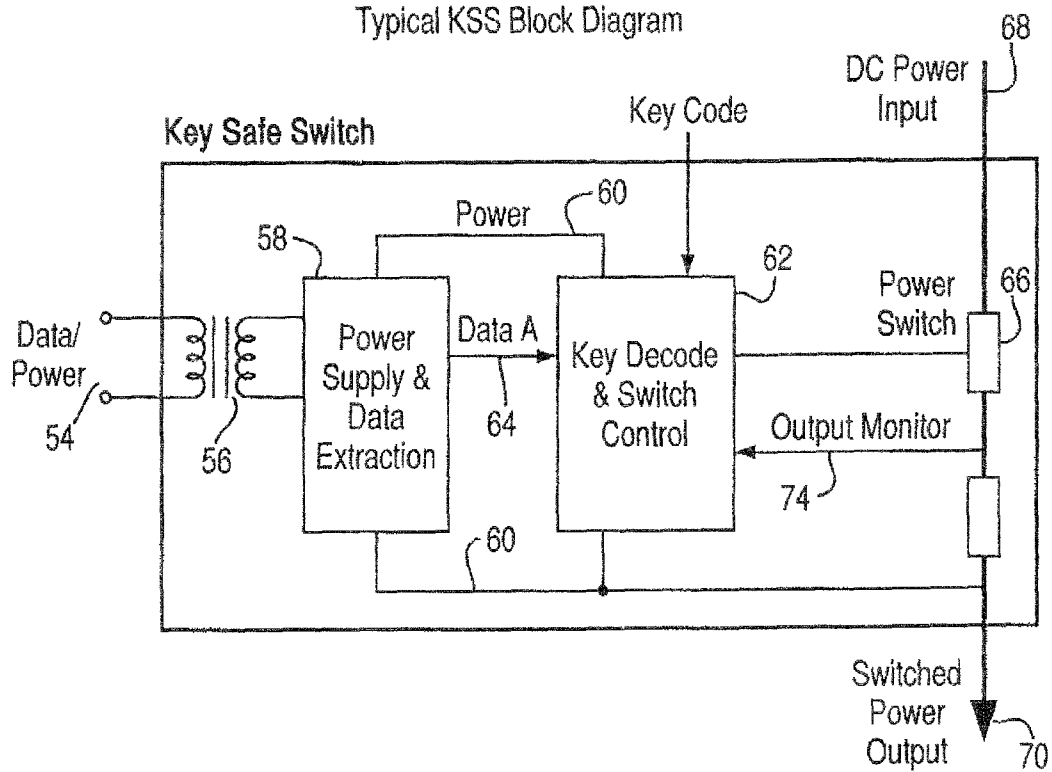 Typical KSS Block Diagram
68
DC Power
Input
Key Code
Key Safe Switch
Power
60
58
62
Power
Switch
66
Data/
Power
54
56
Power
Supply &
Data
Extraction
Data A
64
Key Decode
& Switch
Control
Output Monitor
74
60
Switched
Power
Output
70